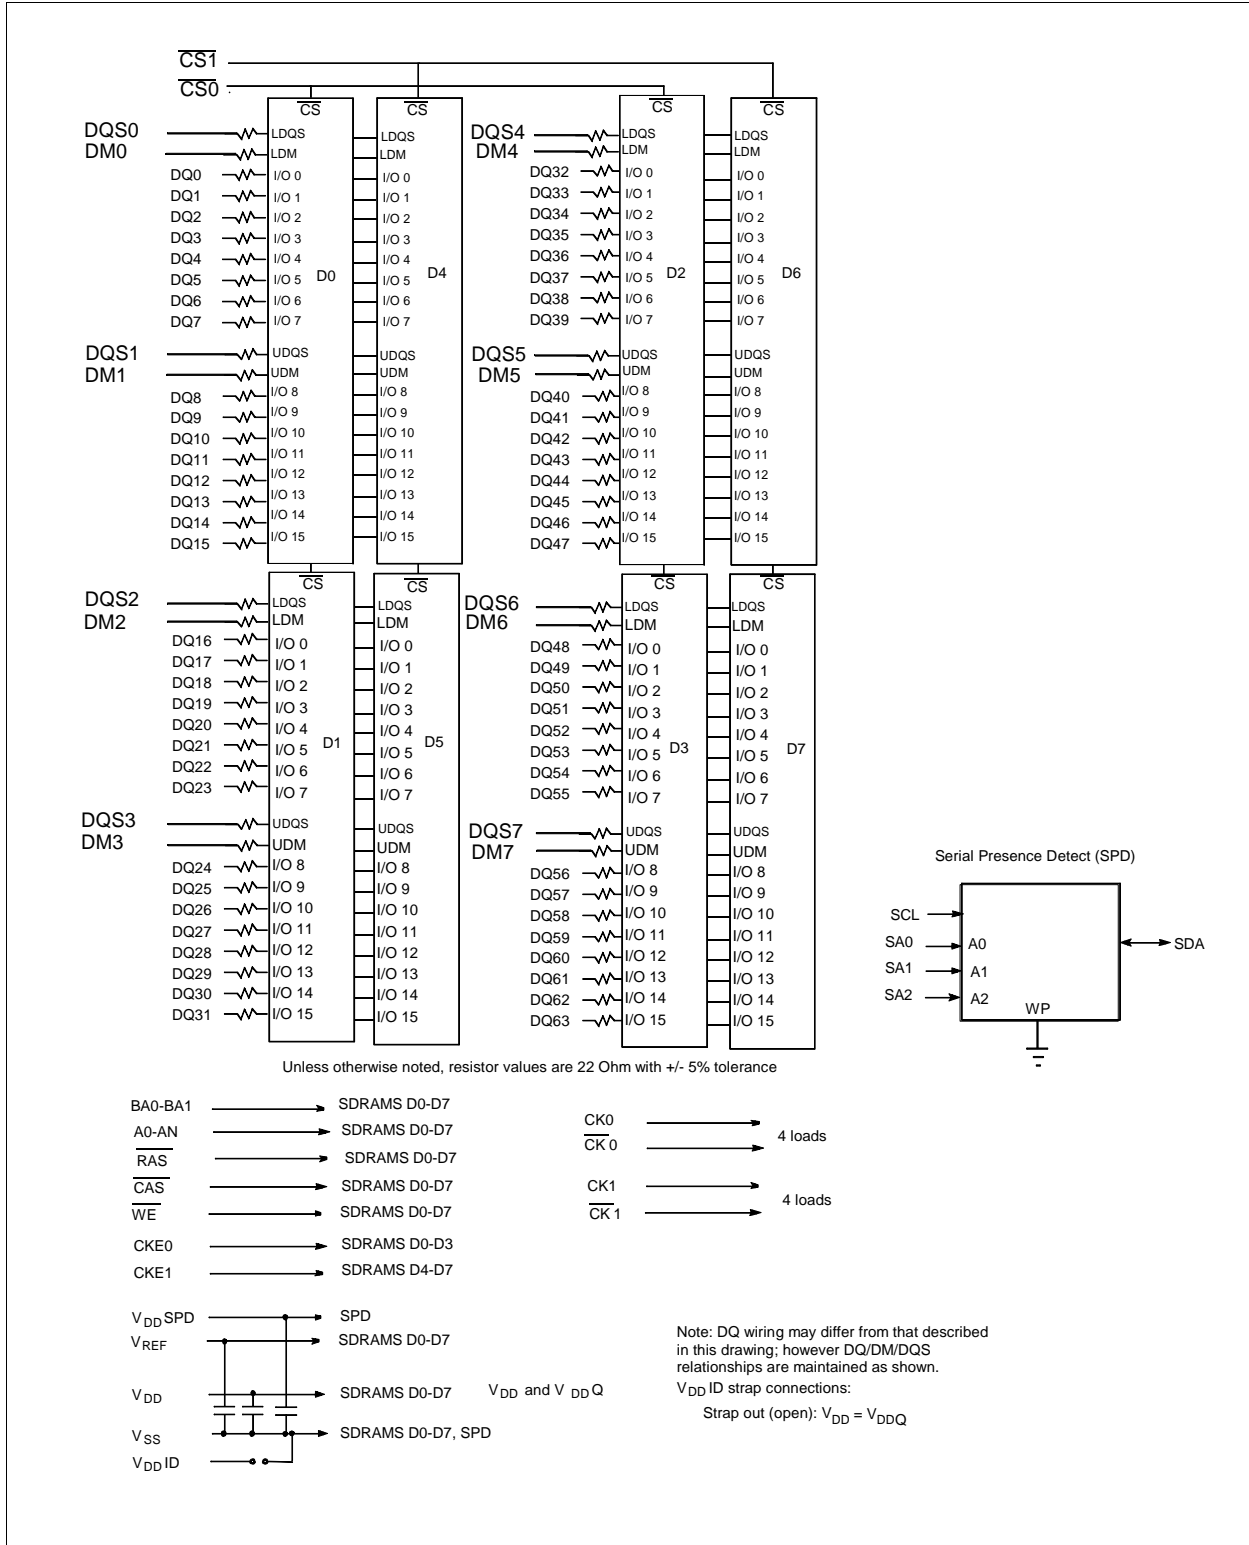 CS1
CS0
CS
CS
CS
CS
DQS0
DM0
DQ0
DQ1
DQ2
DQ3
DQ4
DQ5
DQ6
DQ7
DQS1
DM1
DQ8
DQ9
DQ10
DQ11
DQ12
DQ13
DQ14
DQ15
LDQS
LDM
I/O 0
I/O 1
I/O 2
I/O 3
I/O 4
I/O 5
I/O 6
I/O 7
UDQS
UDM
I/O 8
I/O 9
I/O 10
I/O 11
I/O 12
I/O 13
I/O 14
I/O 15
D0
LDQS
LDM
I/O 0
I/O 1
I/O 2
I/O 3
I/O 4
I/O 5
I/O 6
I/O 7
UDQS
UDM
I/O 8
I/O 9
I/O 10
I/O 11
I/O 12
I/O 13
I/O 14
I/O 15
D4
DQS4
DM4
DQ32
DQ33
DQ34
DQ35
DQ36
DQ37
DQ38
DQ39
DQS5
DM5
DQ40
DQ41
DQ42
DQ43
DQ44
DQ45
DQ46
DQ47
LDQS
LDM
I/O 0
I/O 1
I/O 2
I/O 3
I/O 4
I/O 5
I/O 6
I/O 7
UDQS
UDM
I/O 8
I/O 9
I/O 10
I/O 11
I/O 12
I/O 13
I/O 14
I/O 15
D2
LDQS
LDM
I/O 0
I/O 1
I/O 2
I/O 3
I/O 4
I/O 5
I/O 6
I/O 7
UDQS
UDM
I/O 8
I/O 9
I/O 10
I/O 11
I/O 12
I/O 13
I/O 14
I/O 15
D6
CS
CS
CS
CS
DQS2
DM2
DQ16
DQ17
DQ18
DQ19
DQ20
DQ21
DQ22
DQ23
DQS3
DM3
DQ24
DQ25
DQ26
DQ27
DQ28
DQ29
DQ30
DQ31
LDQS
LDM
I/O 0
I/O 1
I/O 2
I/O 3
I/O 4
I/O 5
I/O 6
I/O 7
UDQS
UDM
I/O 8
I/O 9
I/O 10
I/O 11
I/O 12
I/O 13
I/O 14
I/O 15
D1
LDQS
LDM
I/O 0
I/O 1
I/O 2
I/O 3
I/O 4
I/O 5
I/O 6
I/O 7
UDQS
UDM
I/O 8
I/O 9
I/O 10
I/O 11
I/O 12
I/O 13
I/O 14
I/O 15
D5
DQS6
DM6
DQ48
DQ49
DQ50
DQ51
DQ52
DQ53
DQ54
DQ55
DQS7
DM7
DQ56
DQ57
DQ58
DQ59
DQ60
DQ61
DQ62
DQ63
LDQS
LDM
I/O 0
I/O 1
I/O 2
I/O 3
I/O 4
I/O 5
I/O 6
I/O 7
UDQS
UDM
I/O 8
I/O 9
I/O 10
I/O 11
I/O 12
I/O 13
I/O 14
I/O 15
D3
LDQS
LDM
I/O 0
I/O 1
I/O 2
I/O 3
I/O 4
I/O 5
I/O 6
I/O 7
UDQS
UDM
I/O 8
I/O 9
I/O 10
I/O 11
I/O 12
I/O 13
I/O 14
I/O 15
D7
Serial Presence Detect (SPD)
SCL
SA0 A0
SA1 A1
SA2 A2
WP
SDA
Unless otherwise noted, resistor values are 22 Ohm with +/- 5% tolerance
BA0-BA1 SDRAMS D0-D7
A0-AN SDRAMS D0-D7
RAS SDRAMS D0-D7
CAS SDRAMS D0-D7
WE SDRAMS D0-D7
CKE0 SDRAMS D0-D3
CKE1 SDRAMS D4-D7
CK0
CK 0
4 loads
CK1
CK 1
4 loads
VDD SPD SPD
VREF SDRAMS D0-D7
VDD SDRAMS D0-D7 VDD and V DD Q
VSS SDRAMS D0-D7, SPD
VDD ID
Note: DQ wiring may differ from that described
in this drawing; however DQ/DM/DQS
relationships are maintained as shown.
VDD ID strap connections:
Strap out (open): VDD = VDDQ